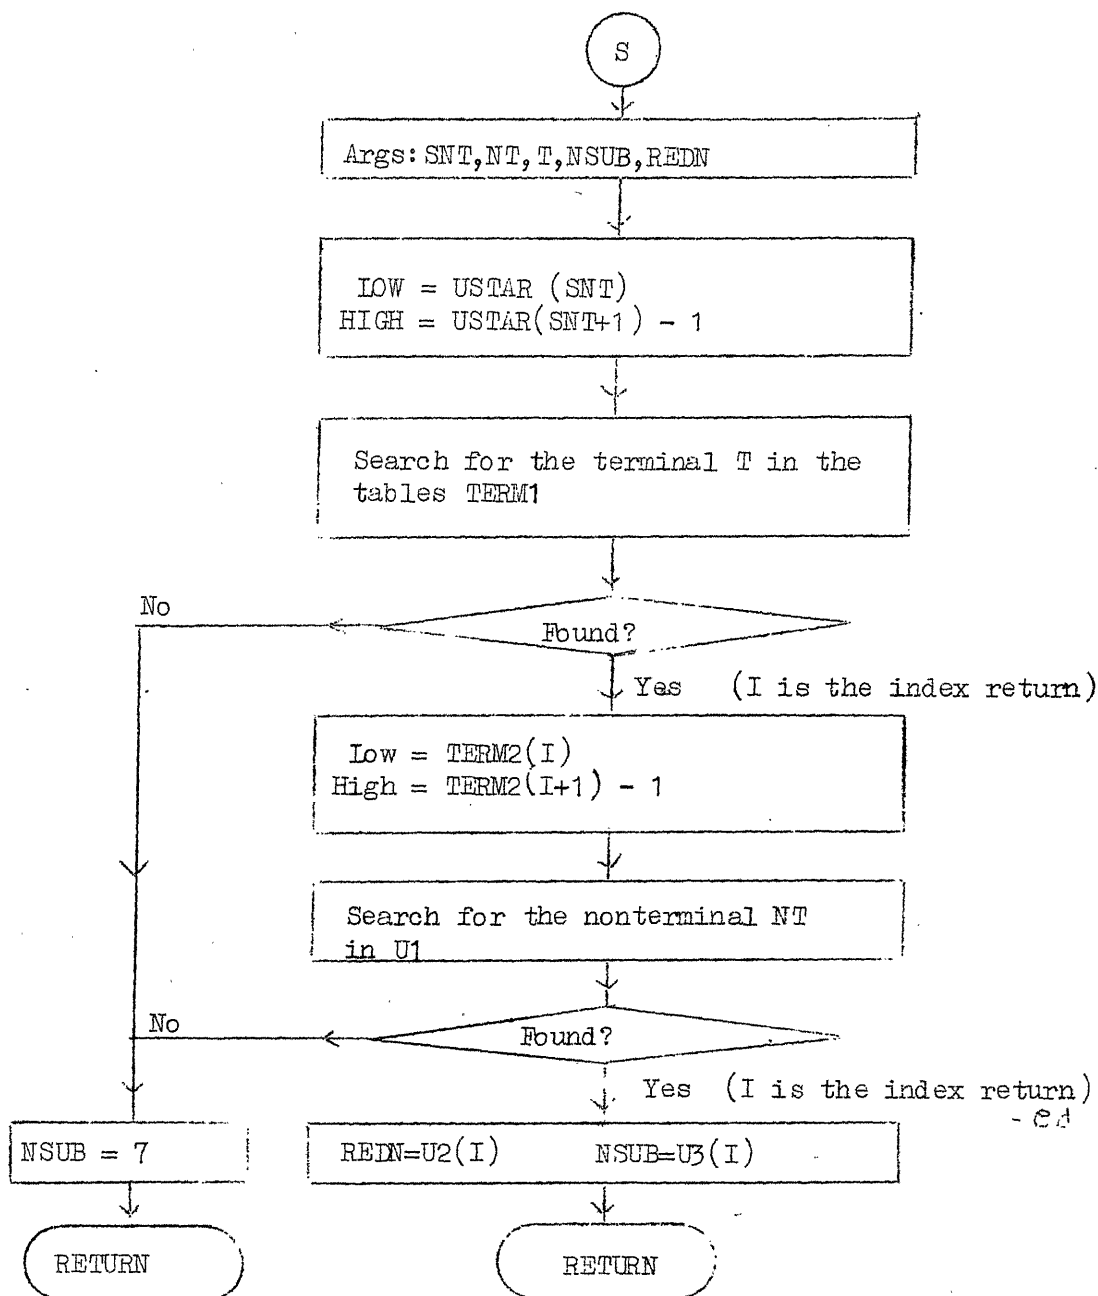 S
Args: SNT, NT, T, NSUB, REDN
LOW = USTAR (SNT)
HIGH = USTAR(SNT+1) - 1
Search for the terminal T in the
tables TERM1
Found?
No
Yes (I is the index return)
Low = TERM2(I)
High = TERM2(I+1) - 1
Search for the nonterminal NT
in U1
Found?
No
Yes (I is the index return)
-ed
NSUB = 7
REDN=U2(I) NSUB=U3(I)
RETURN
RETURN